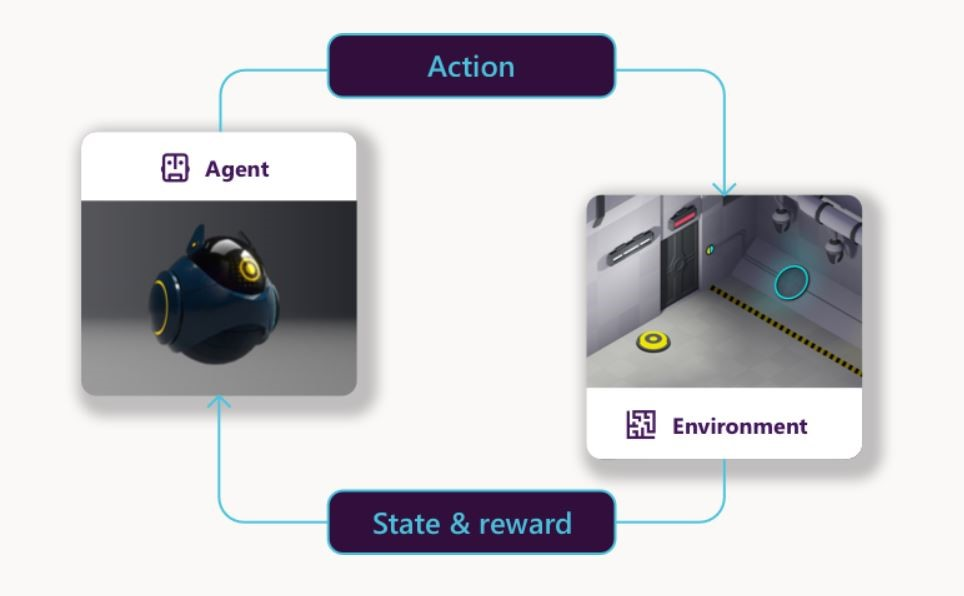 Action
Agent
Environment
State & reward